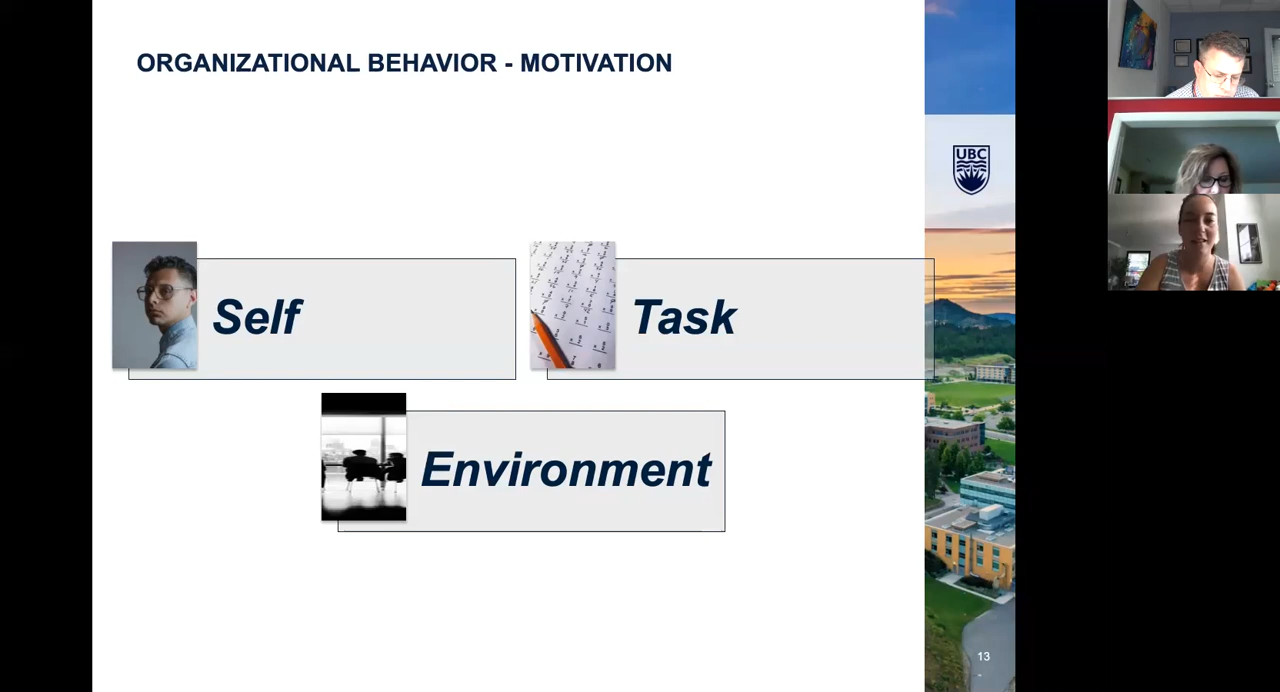 ORGANIZATIONAL BEHAVIOR - MOTIVATION
UBC
Self
Task
Environment
13